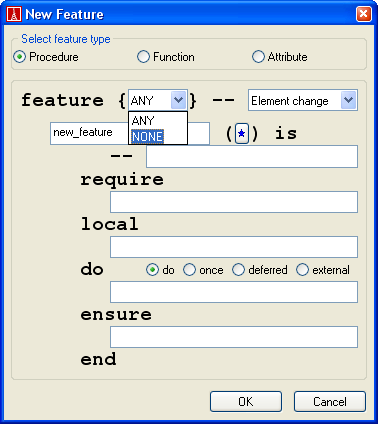 New Feature
Select feature type
Procedure Function Attribute
feature {ANY} -- Element change
ANY
new_feature NONE (*) is
--
require
local
do do once deferred external
ensure
end
OK Cancel